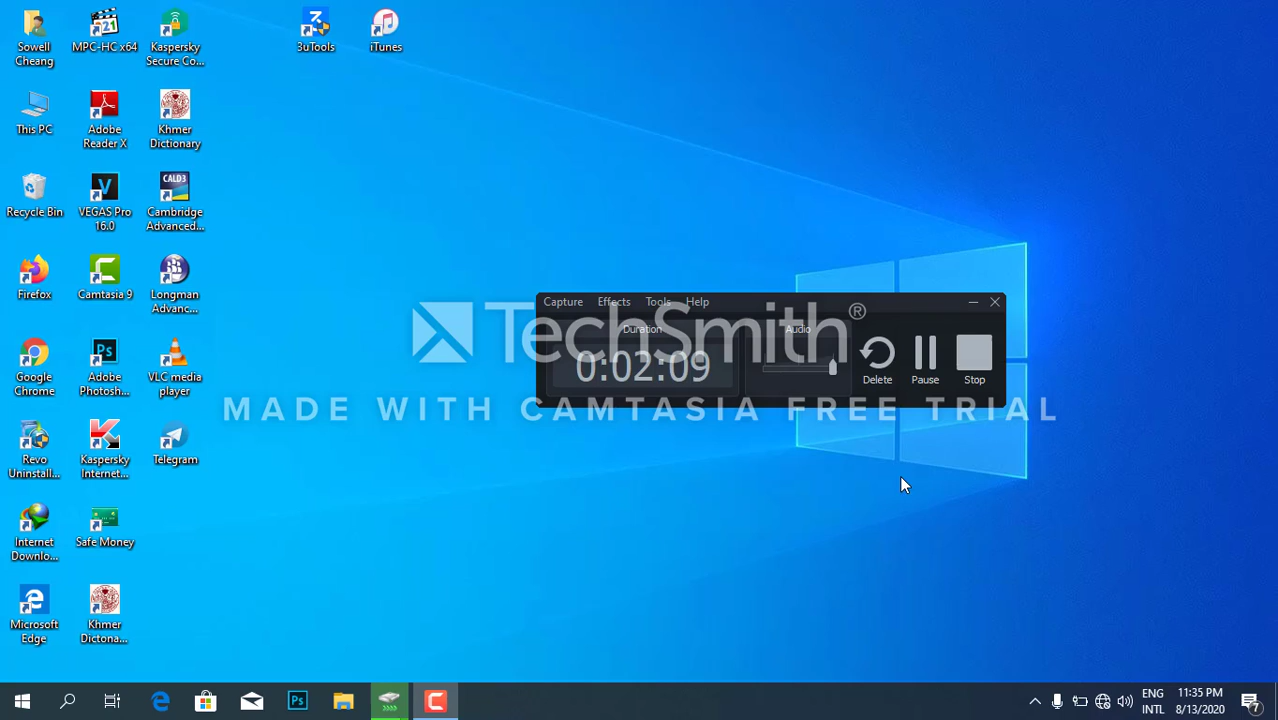 Sowell
Cheang
MPC-HC x64
Kaspersky
Secure Co...
3uTools
iTunes
This PC
Adobe
Reader X
Khmer
Dictionary
Recycle Bin
VEGAS Pro
16.0
CALD3
Cambridge
Advanced...
Firefox
Camtasia 9
Longman
Advanc...
Google
Chrome
Adobe
Photosh...
VLC media
player
Revo
Uninstall...
Kaspersky
Internet...
Telegram
Internet
Downlo...
Safe Money
Microsoft
Edge
Khmer
Dictona...
Capture Effects Tools Help
Duration
Audio
0:02:09
Delete Pause Stop
TechSmith®
MADE WITH CAMTASIA FREE TRIAL
ENG
INTL
11:35 PM
8/13/2020
7